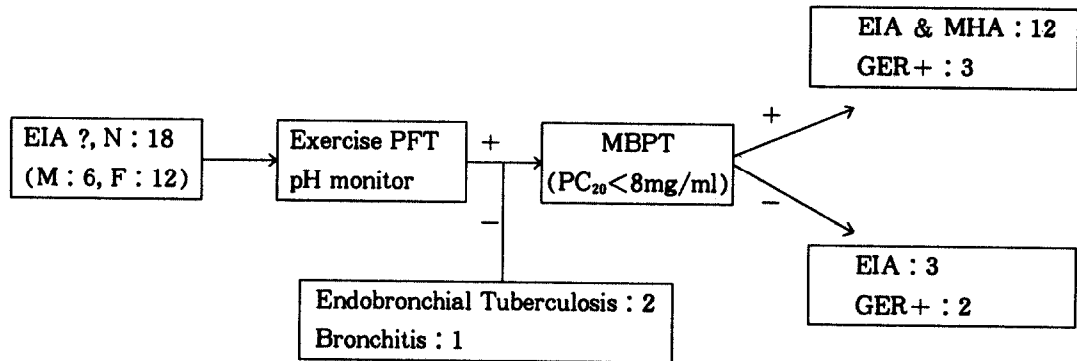 EIA ?, N : 18
(M : 6, F : 12)
Exercise PFT
pH monitor
+
−
Endobronchial Tuberculosis : 2
Bronchitis : 1
MBPT
(PC₂₀<8mg/ml)
+
−
EIA & MHA : 12
GER+ : 3
EIA : 3
GER+ : 2